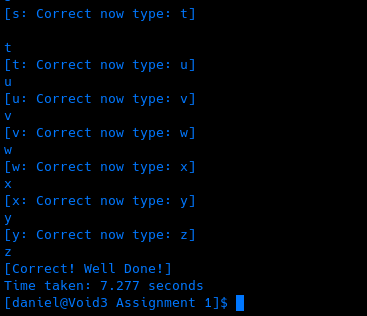 [s: Correct now type: t]
t
[t: Correct now type: u]
u
[u: Correct now type: v]
v
[v: Correct now type: w]
w
[w: Correct now type: x]
x
[x: Correct now type: y]
y
[y: Correct now type: z]
z
[Correct! Well Done!]
Time taken: 7.277 seconds
[daniel@Void3 Assignment 1]$